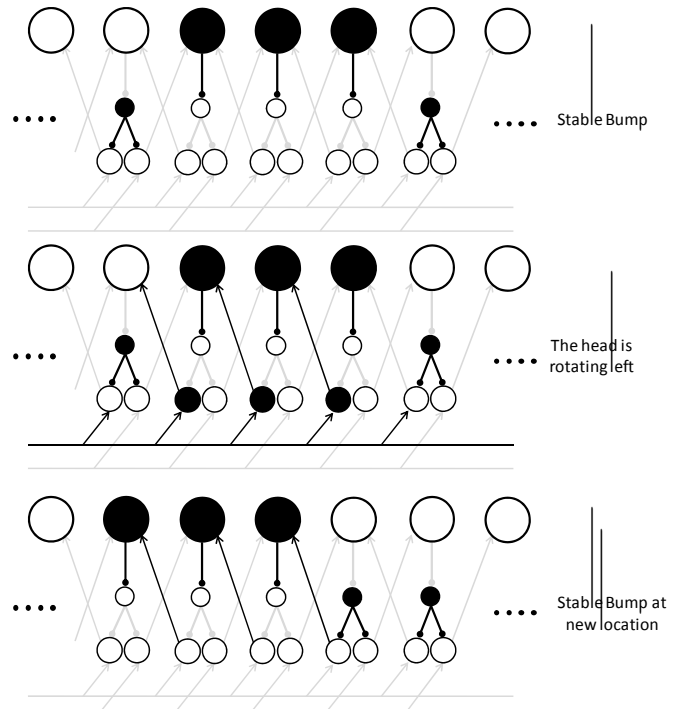 Stable Bump
The head is
rotating left
Stable Bump at
new location